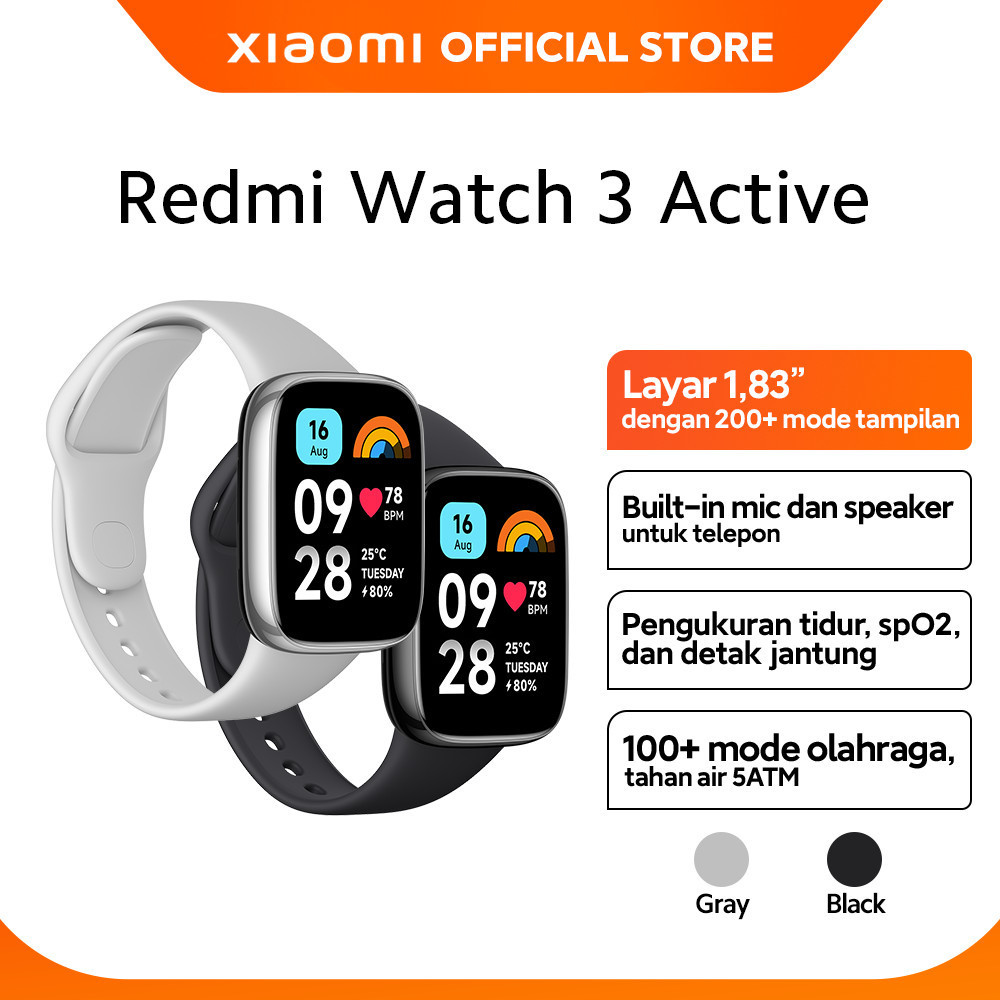 xiaomi OFFICIAL STORE
Redmi Watch 3 Active
16
Aug
09
78
BPM
28
25°C
TUESDAY
80%
16
Aug
09
78
BPM
28
25°C
TUESDAY
80%
Layar 1,83”
dengan 200+ mode tampilan
Built-in mic dan speaker
untuk telepon
Pengukuran tidur, spO2,
dan detak jantung
100+ mode olahraga,
tahan air 5ATM
Gray
Black